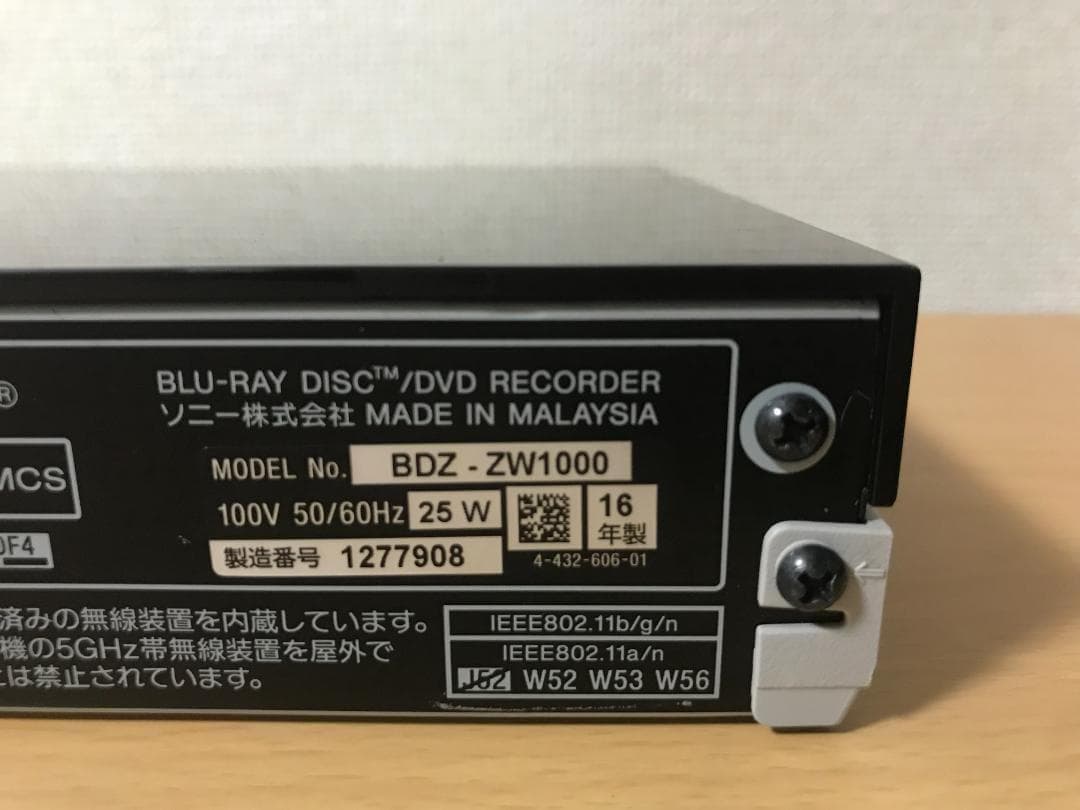 ®
BLU-RAY DISC™/DVD RECORDER
ソニー株式会社 MADE IN MALAYSIA
MCS
MODEL No. BDZ - ZW1000
100V 50/60Hz 25 W
16
年製
0F4
製造番号 1277908
4-432-606-01
済みの無線装置を内蔵しています。
機の5GHz帯無線装置を屋外で
とは禁止されています。
IEEE802.11b/g/n
IEEE802.11a/n
J52 W52 W53 W56